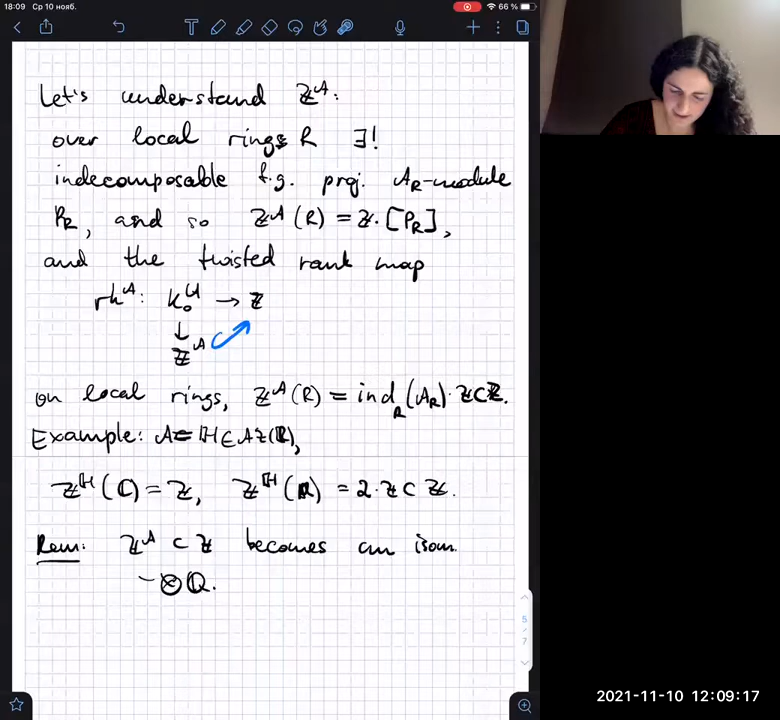 18:09 Ср 10 нояб.
66 %
Let's understand ℤ^A:
over local rings R ∃!
indecomposable f.g. proj. A_R-module
P_R, and so ℤ^A(R) = ℤ·[P_R],
and the twisted rank map
rk^A: K_0^A → ℤ
↓
ℤ^A
on local rings, ℤ^A(R) = ind_R(A_R)·ℤ⊂ℤ.
Example: A=ℍ∈Az(ℝ),
ℤ^ℍ(ℂ)=ℤ, ℤ^ℍ(ℝ)=2·ℤ⊂ℤ.
Rem: ℤ^A ⊂ ℤ becomes an isom.
-⊗ℚ.
5
7
2021-11-10 12:09:17